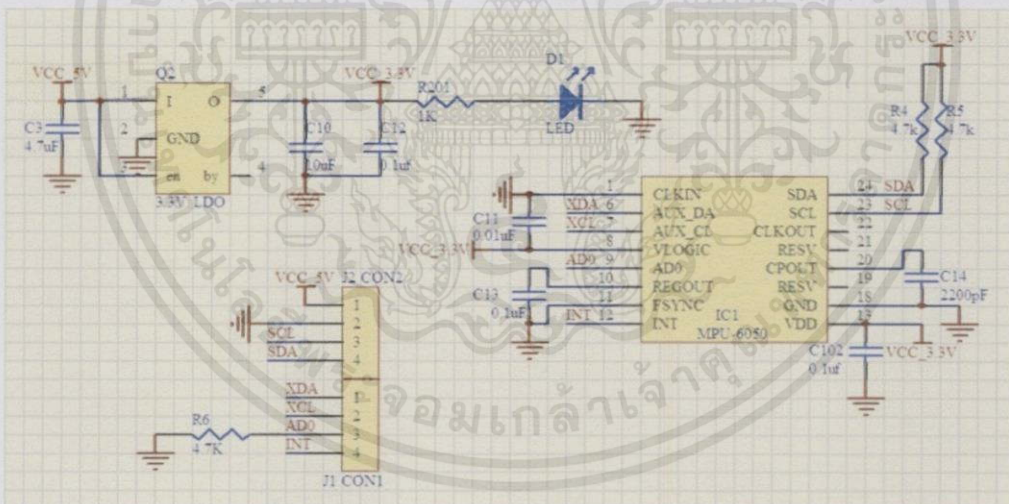 VCC_5V
Q2
1
I
O
5
2
GND
3
en
by
4
3.3V LDO
C3
4.7uF
VCC_3.3V
C10
10uF
C12
0.1uf
R201
1K
D1
LED
VCC_3.3V
R4
4.7k
R5
4.7k
1
CLKIN
SDA
24
SDA
XDA
6
AUX_DA
SCL
23
SCL
XCL
7
AUX_CL
CLKOUT
22
8
VLOGIC
RESV
21
AD0
9
AD0
CPOUT
20
10
REGOUT
RESV
19
11
FSYNC
GND
18
INT
12
INT
VDD
IC1
MPU-6050
C11
0.01uF
VCC_3.3V
C13
0.1uF
C14
2200pF
C102
0.1uf
VCC_3.3V
VCC_5V
J2 CON2
1
2
SCL
3
SDA
4
XDA
1
XCL
2
AD0
3
INT
4
R6
4.7K
J1 CON1